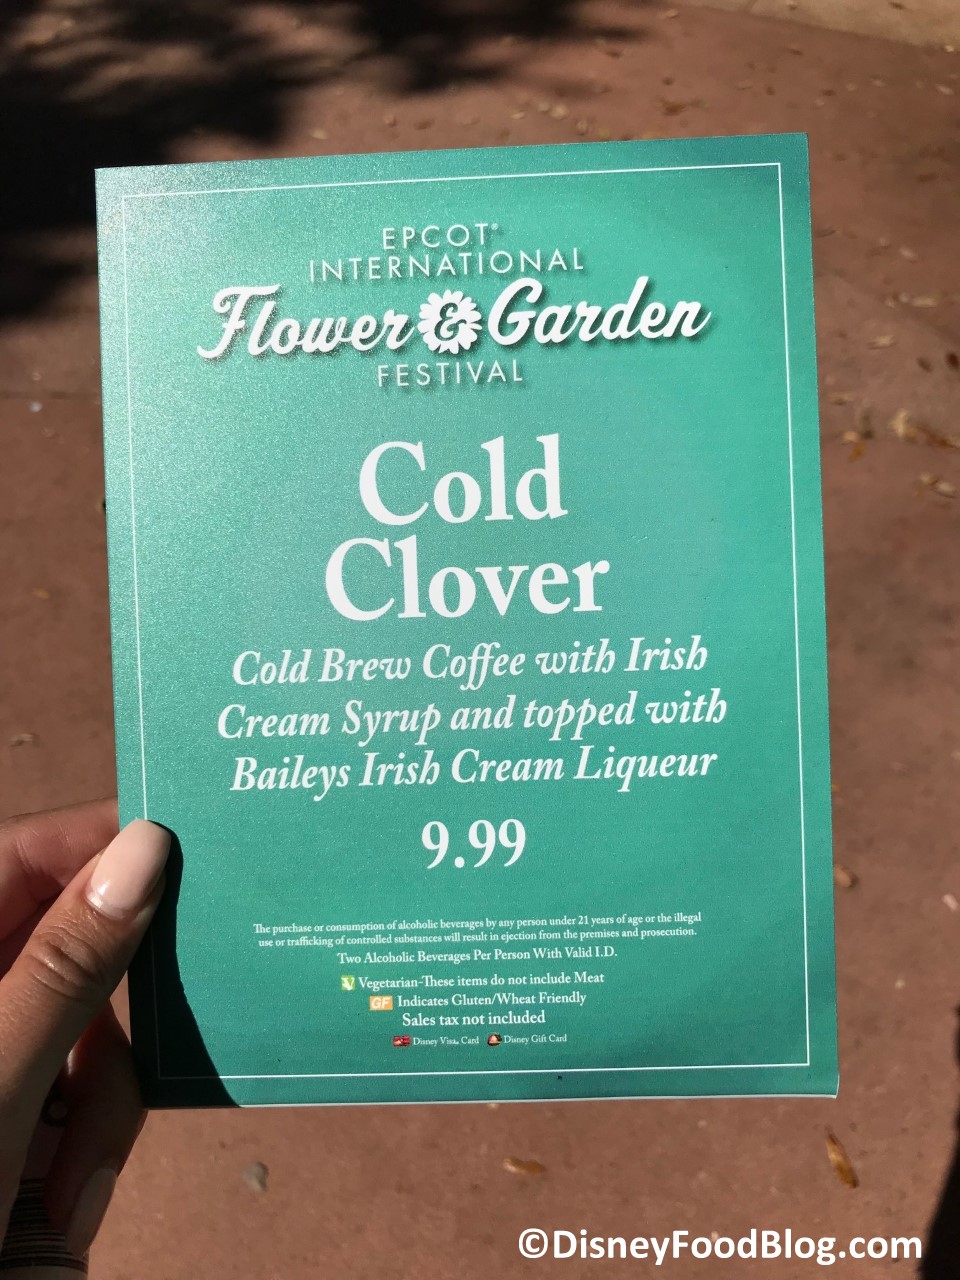 EPCOT®
INTERNATIONAL
Flower & Garden
FESTIVAL
Cold
Clover
Cold Brew Coffee with Irish
Cream Syrup and topped with
Baileys Irish Cream Liqueur
9.99
The purchase or consumption of alcoholic beverages by any person under 21 years of age or the illegal
use or trafficking of controlled substances will result in ejection from the premises and prosecution.
Two Alcoholic Beverages Per Person With Valid I.D.
V Vegetarian-These items do not include Meat
GF Indicates Gluten/Wheat Friendly
Sales tax not included
Disney Visa® Card Disney Gift Card
©DisneyFoodBlog.com